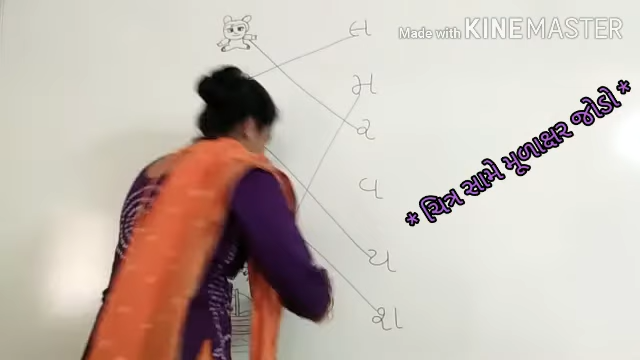 Made with KINEMASTER
લ
મ
* ચિત્ર સામે મૂળાક્ષર જોડો *
ર
વ
ય
શ